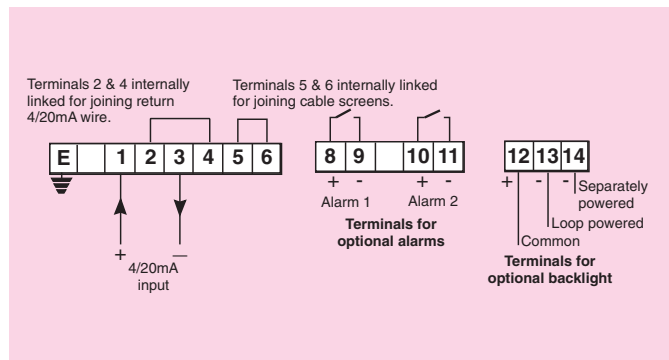 Terminals 2 & 4 internally
linked for joining return
4/20mA wire.
Terminals 5 & 6 internally linked
for joining cable screens.
E 1 2 3 4 5 6
8 9 10 11
12 13 14
+ - + -
Alarm 1 Alarm 2
Terminals for
optional alarms
+ - -
Separately
powered
Loop powered
Common
Terminals for
optional backlight
+ —
4/20mA
input